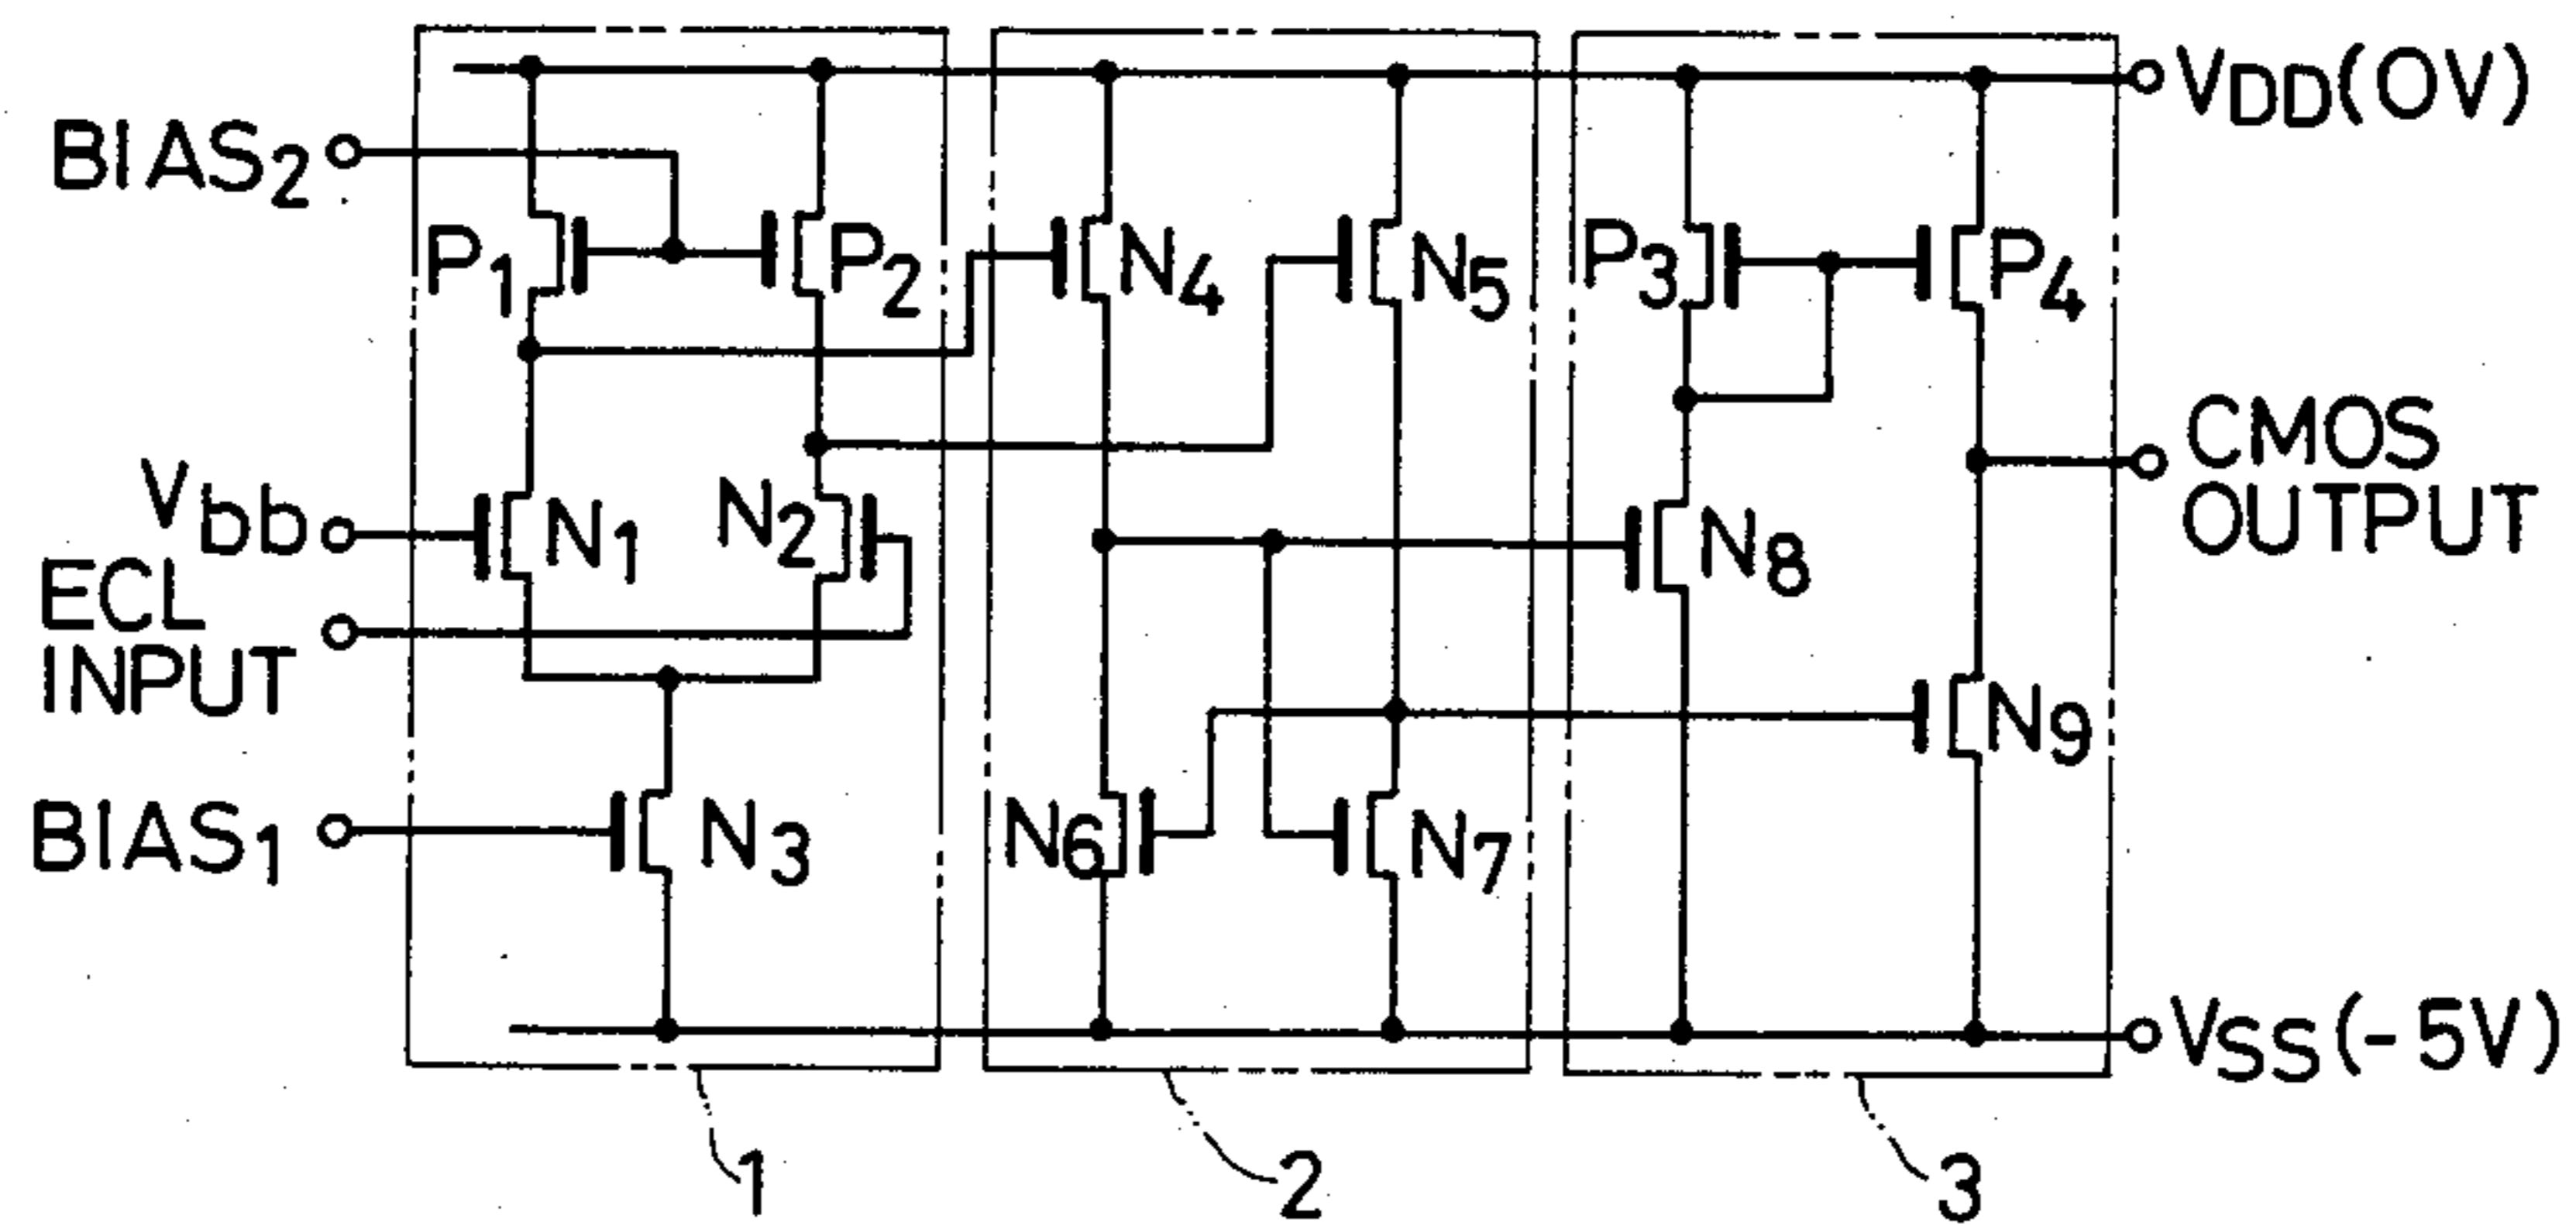 VDD(0V)
BIAS2
P1
P2
N4
N5
P3
P4
CMOS
OUTPUT
Vbb
N1
N2
N8
ECL
INPUT
N9
BIAS1
N3
N6
N7
VSS(-5V)
1
2
3